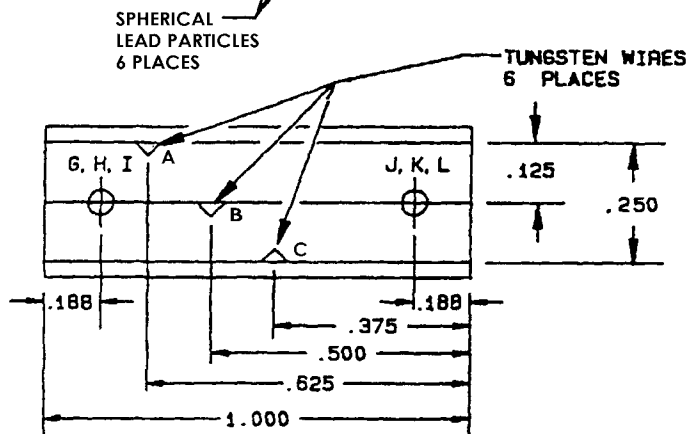 SPHERICAL
LEAD PARTICLES
6 PLACES
TUNGSTEN WIRES
6 PLACES
A
G, H, I
J, K, L
.125
.250
B
C
.188
.188
.375
.500
.625
1.000